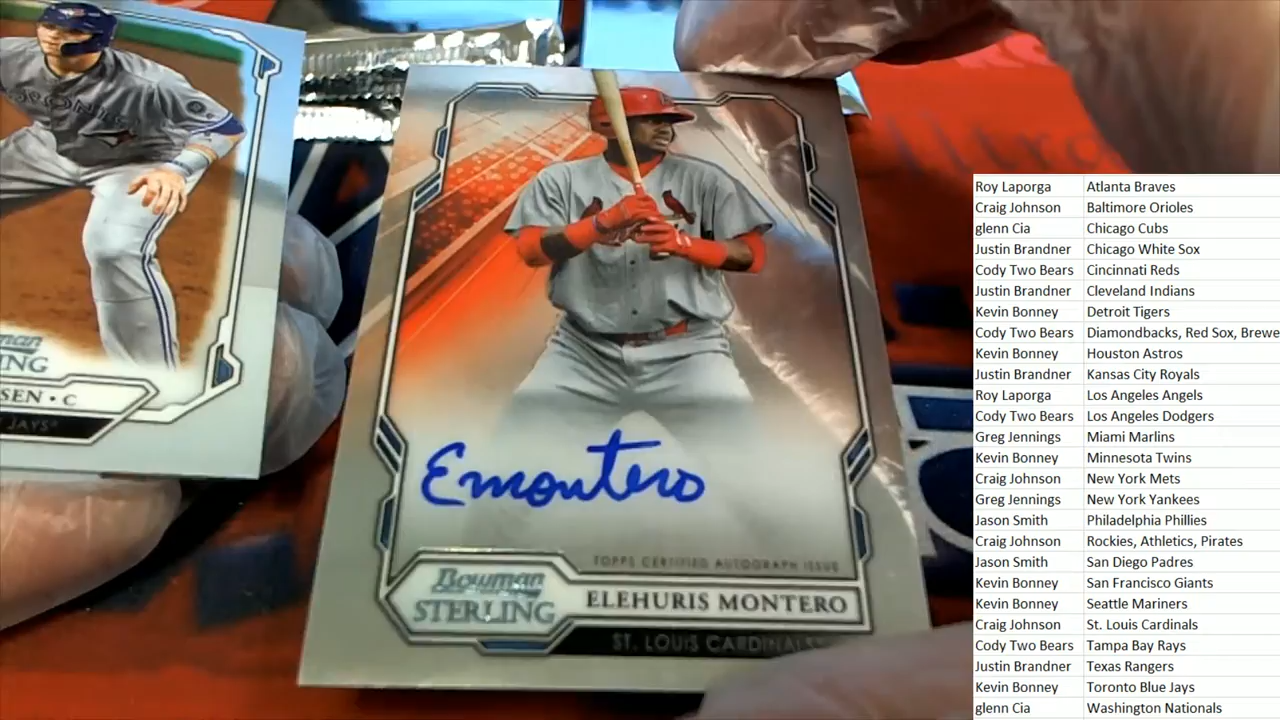 SEN • C
JAYS
Emontero
TOPPS CERTIFIED AUTOGRAPH ISSUE
Bowman
STERLING
ELEHURIS MONTERO
ST. LOUIS CARDINALS
Roy Laporga Atlanta Braves
Craig Johnson Baltimore Orioles
glenn Cia Chicago Cubs
Justin Brandner Chicago White Sox
Cody Two Bears Cincinnati Reds
Justin Brandner Cleveland Indians
Kevin Bonney Detroit Tigers
Cody Two Bears Diamondbacks, Red Sox, Brewe
Kevin Bonney Houston Astros
Justin Brandner Kansas City Royals
Roy Laporga Los Angeles Angels
Cody Two Bears Los Angeles Dodgers
Greg Jennings Miami Marlins
Kevin Bonney Minnesota Twins
Craig Johnson New York Mets
Greg Jennings New York Yankees
Jason Smith Philadelphia Phillies
Craig Johnson Rockies, Athletics, Pirates
Jason Smith San Diego Padres
Kevin Bonney San Francisco Giants
Kevin Bonney Seattle Mariners
Craig Johnson St. Louis Cardinals
Cody Two Bears Tampa Bay Rays
Justin Brandner Texas Rangers
Kevin Bonney Toronto Blue Jays
glenn Cia Washington Nationals